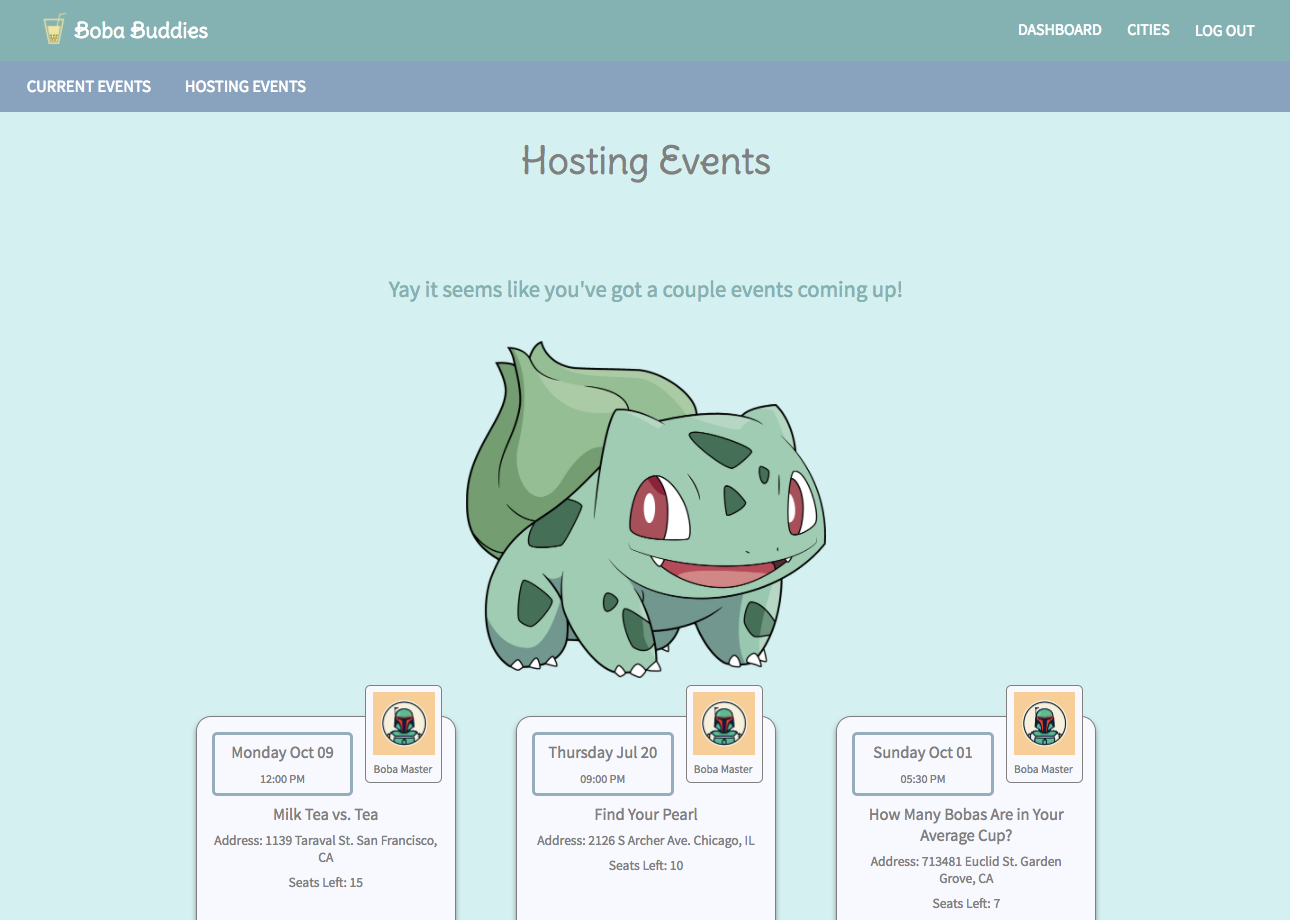 Boba Buddies
DASHBOARD CITIES LOG OUT
CURRENT EVENTS HOSTING EVENTS
Hosting Events
Yay it seems like you've got a couple events coming up!
Monday Oct 09
12:00 PM
Boba Master
Milk Tea vs. Tea
Address: 1139 Taraval St. San Francisco,
CA
Seats Left: 15
Thursday Jul 20
09:00 PM
Boba Master
Find Your Pearl
Address: 2126 S Archer Ave. Chicago, IL
Seats Left: 10
Sunday Oct 01
05:30 PM
Boba Master
How Many Bobas Are in Your
Average Cup?
Address: 713481 Euclid St. Garden
Grove, CA
Seats Left: 7